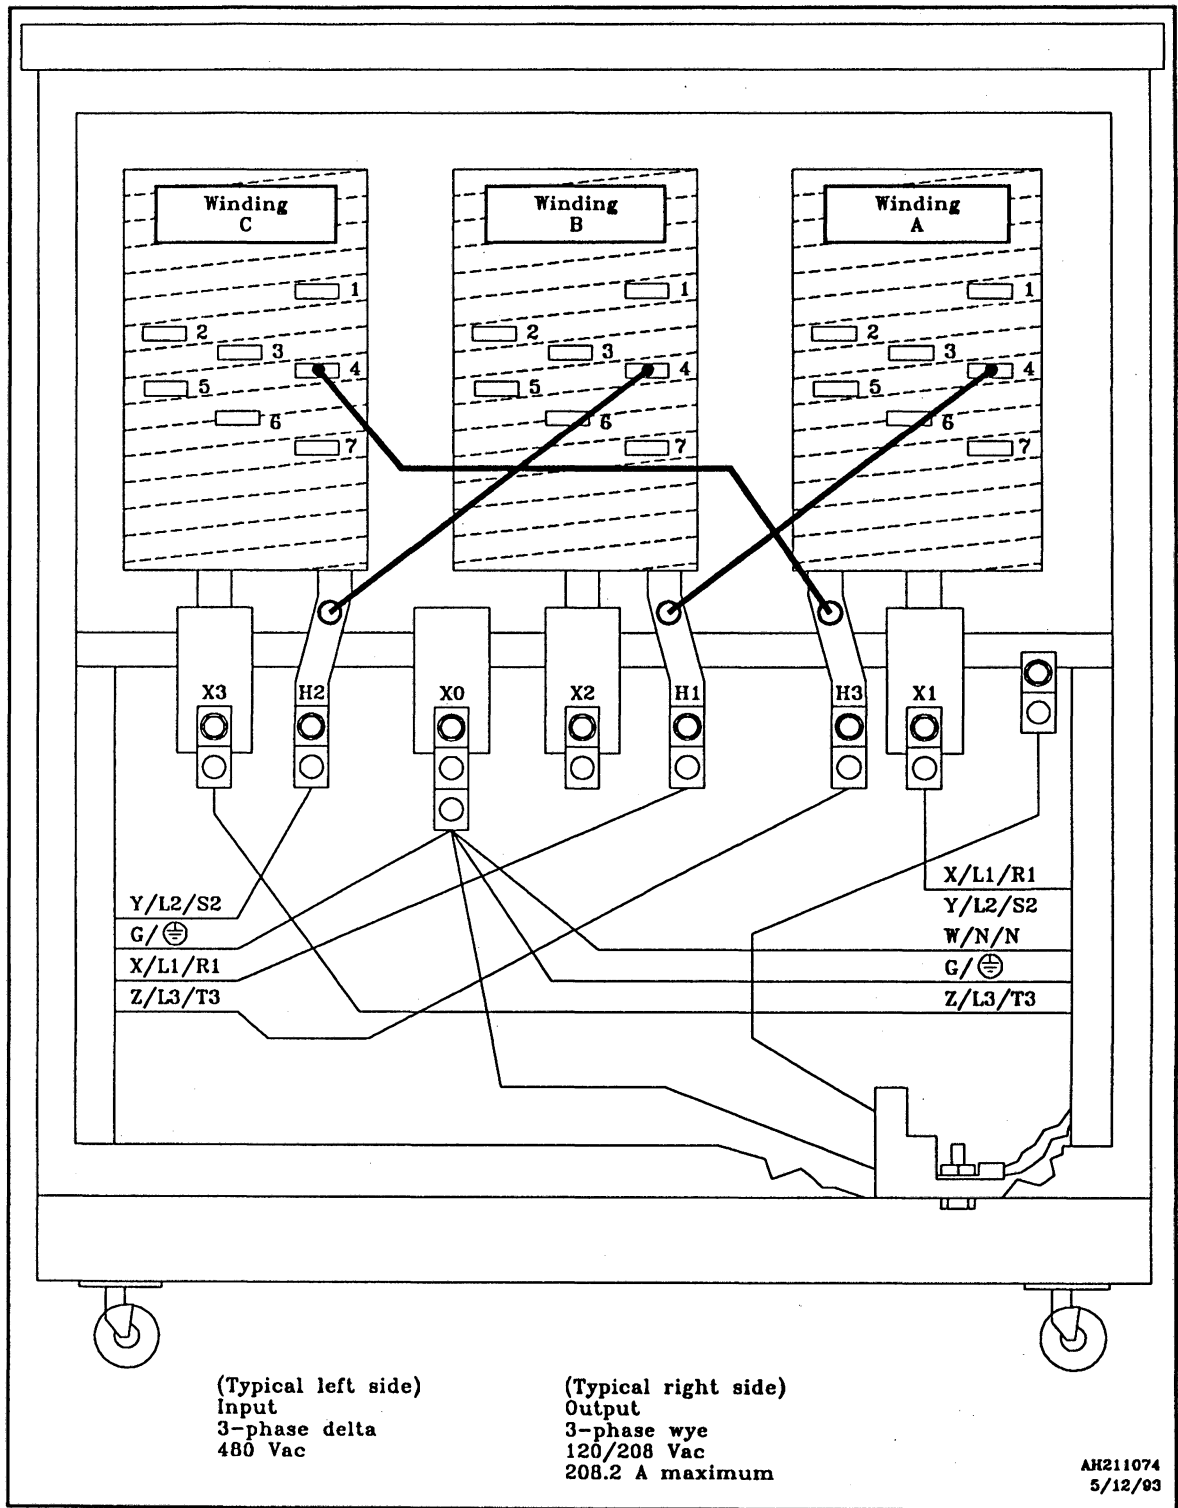 Winding
C
Winding
B
Winding
A
1
2
3
4
5
6
7
1
2
3
4
5
6
7
1
2
3
4
5
6
7
X3
H2
X0
X2
H1
H3
X1
Y/L2/S2
G/⏚
X/L1/R1
Z/L3/T3
X/L1/R1
Y/L2/S2
W/N/N
G/⏚
Z/L3/T3
(Typical left side)
Input
3-phase delta
480 Vac
(Typical right side)
Output
3-phase wye
120/208 Vac
208.2 A maximum
AH211074
5/12/93